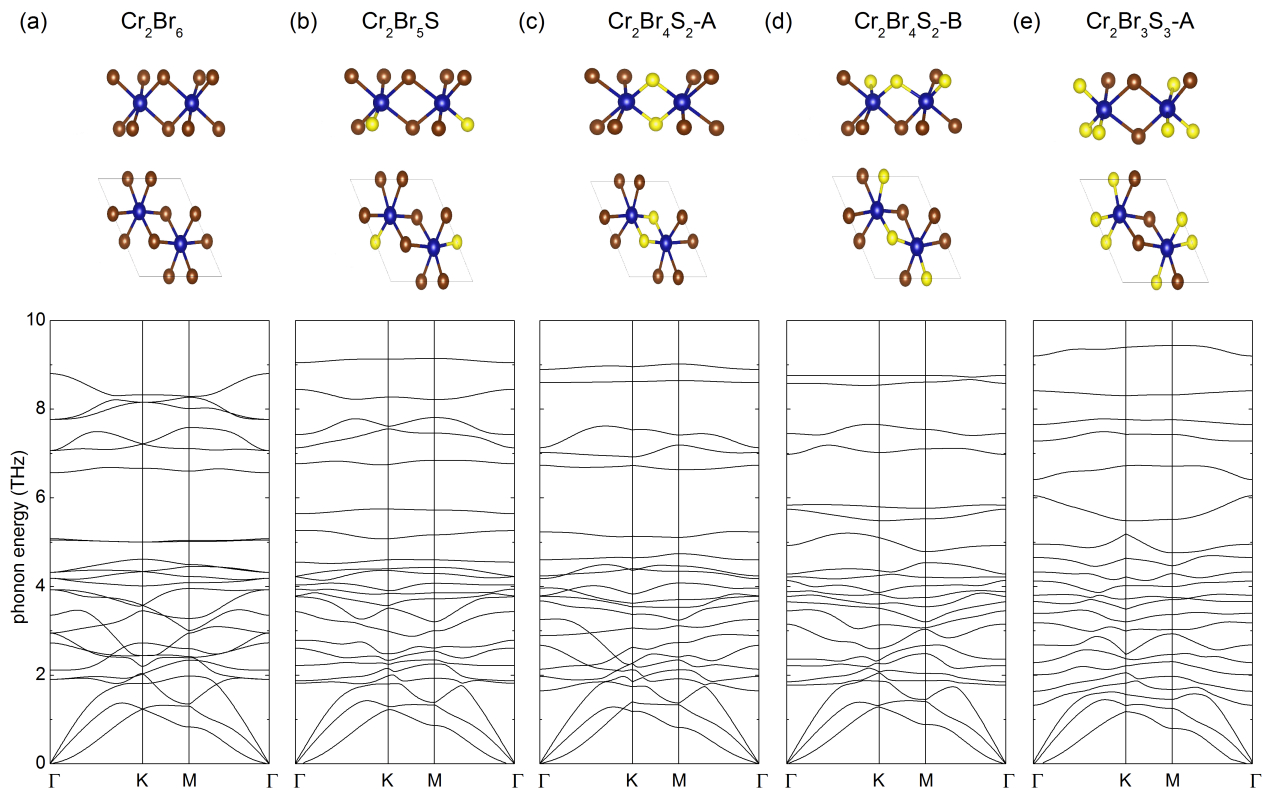 (a) Cr₂Br₆ (b) Cr₂Br₅S (c) Cr₂Br₄S₂-A (d) Cr₂Br₄S₂-B (e) Cr₂Br₃S₃-A
phonon energy (THz)
10
8
6
4
2
0
Γ K M Γ K M Γ K M Γ K M Γ K M Γ